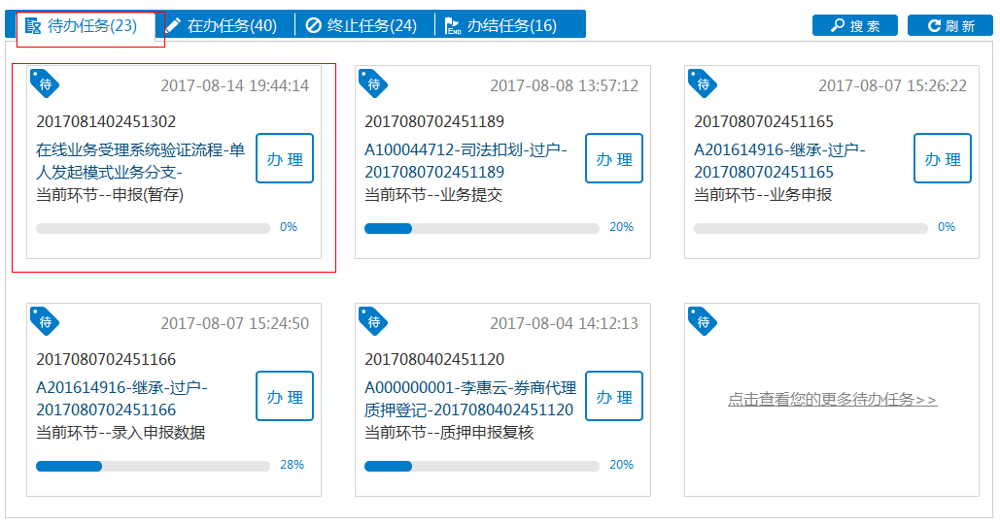 待办任务(23)
在办任务(40)
终止任务(24)
END
办结任务(16)
搜 索
刷 新
待
2017-08-14 19:44:14
2017081402451302
在线业务受理系统验证流程-单
人发起模式业务分支-
当前环节--申报(暂存)
办 理
0%
待
2017-08-08 13:57:12
2017080702451189
A100044712-司法扣划-过户-
2017080702451189
当前环节--业务提交
办 理
20%
待
2017-08-07 15:26:22
2017080702451165
A201614916-继承-过户-
2017080702451165
当前环节--业务申报
办 理
0%
待
2017-08-07 15:24:50
2017080702451166
A201614916-继承-过户-
2017080702451166
当前环节--录入申报数据
办 理
28%
待
2017-08-04 14:12:13
2017080402451120
A000000001-李惠云-券商代理
质押登记-2017080402451120
当前环节--质押申报复核
办 理
20%
待
点击查看您的更多待办任务>>